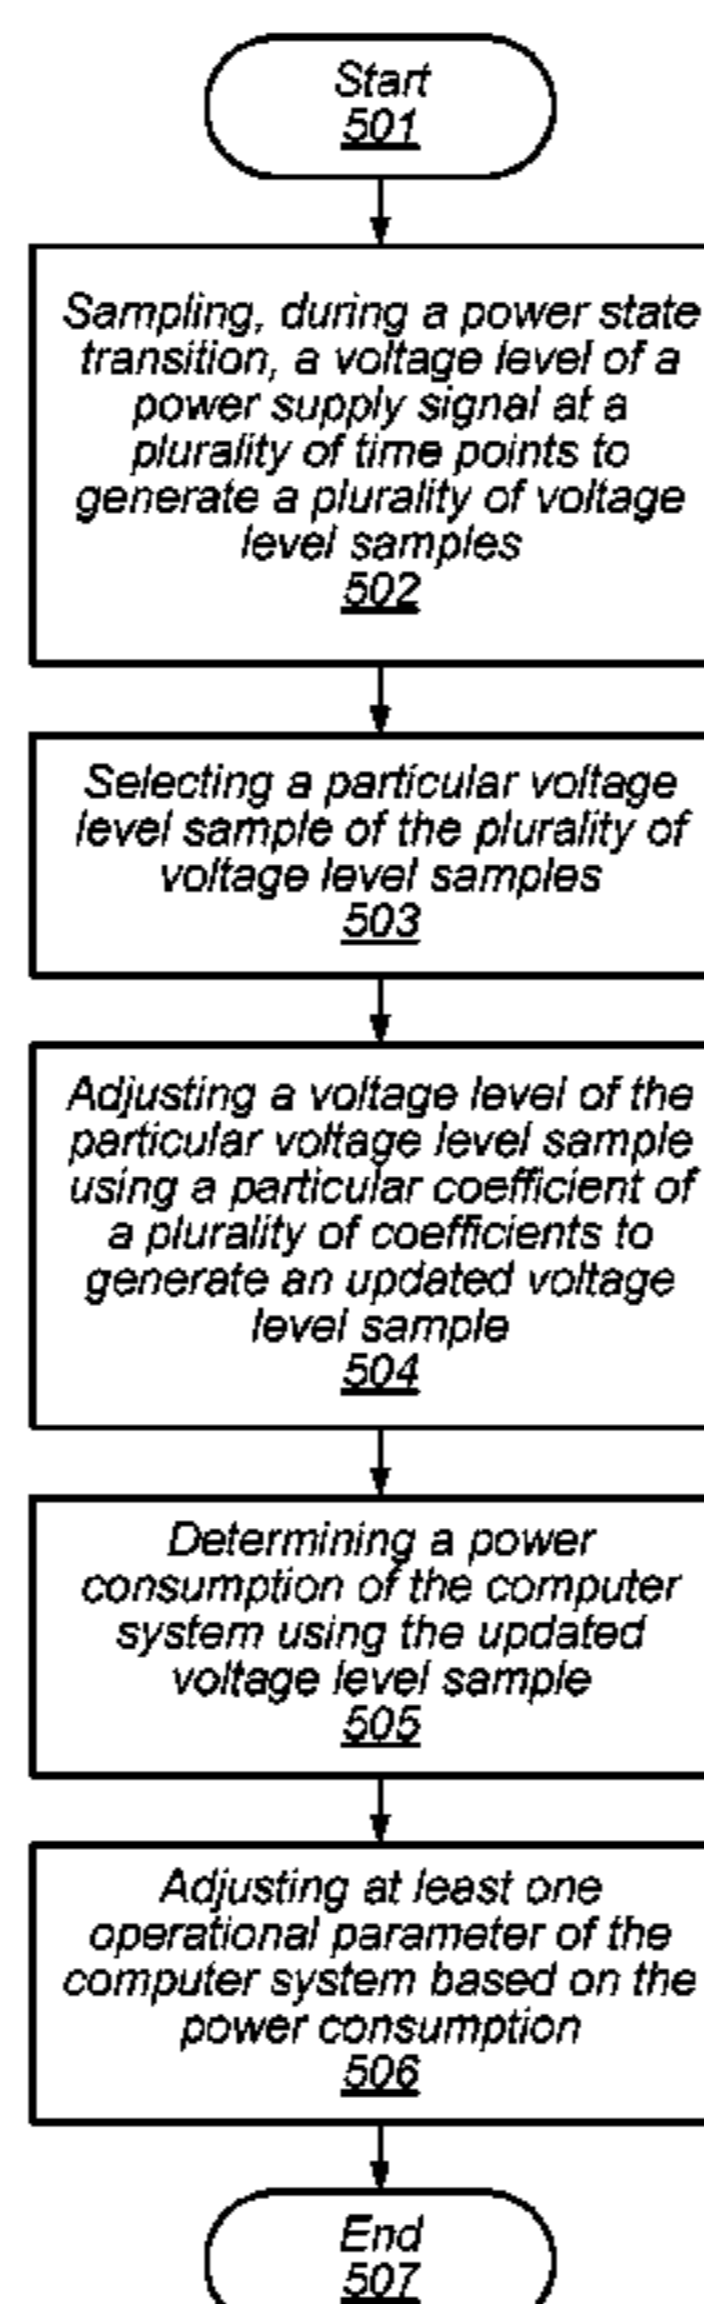 Start
501
Sampling, during a power state
transition, a voltage level of a
power supply signal at a
plurality of time points to
generate a plurality of voltage
level samples
502
Selecting a particular voltage
level sample of the plurality of
voltage level samples
503
Adjusting a voltage level of the
particular voltage level sample
using a particular coefficient of
a plurality of coefficients to
generate an updated voltage
level sample
504
Determining a power
consumption of the computer
system using the updated
voltage level sample
505
Adjusting at least one
operational parameter of the
computer system based on the
power consumption
506
End
507